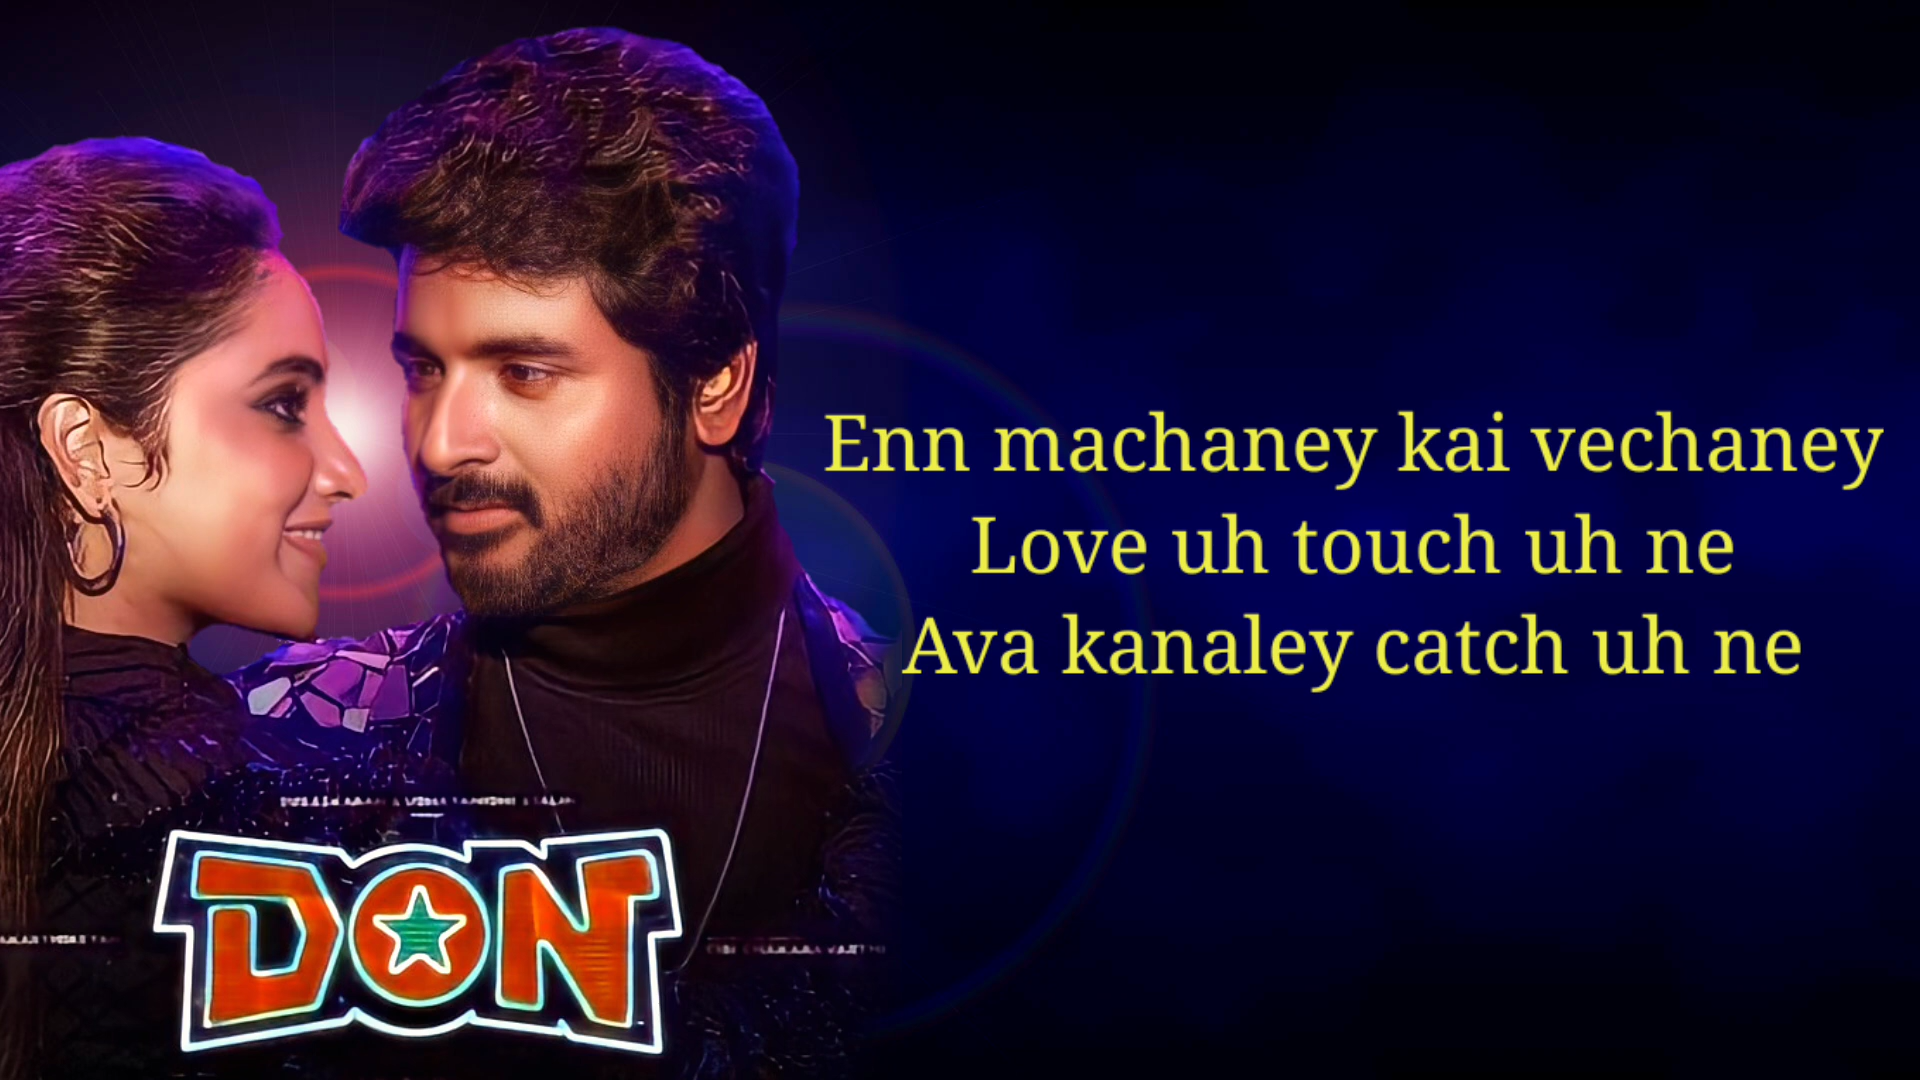 Enn machaney kai vechaney
Love uh touch uh ne
Ava kanaley catch uh ne
DON